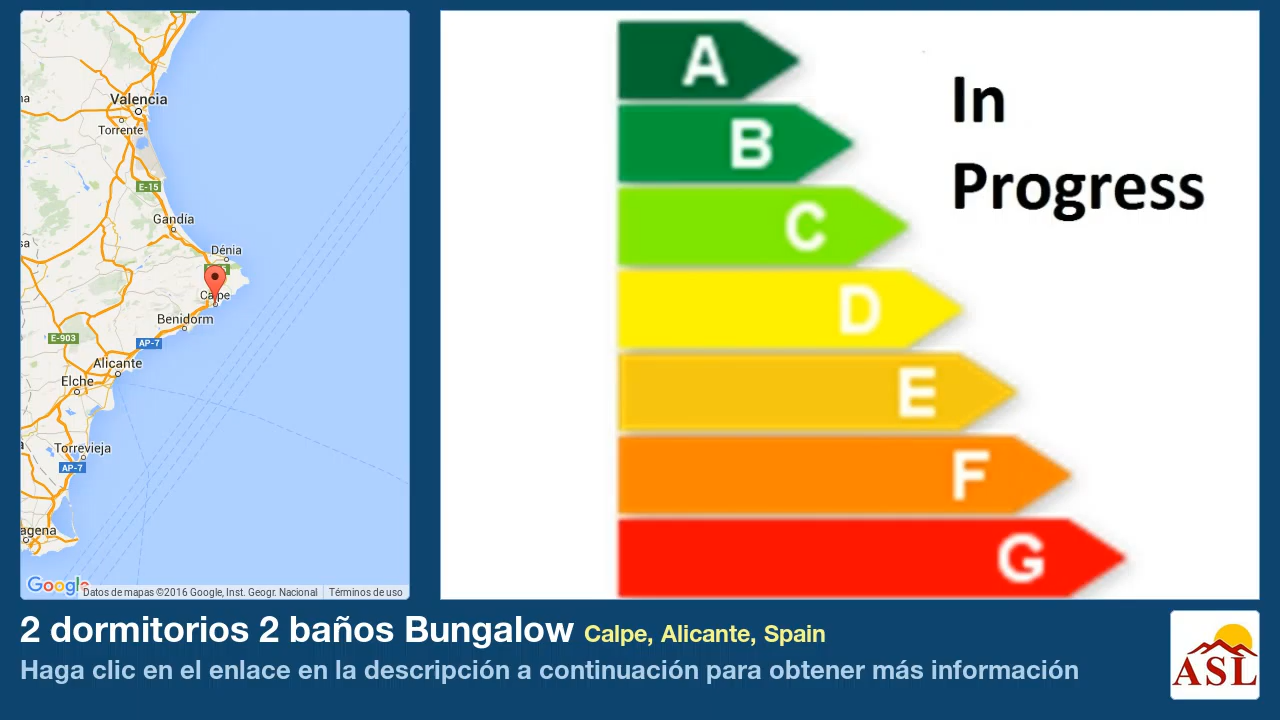 Valencia
Torrente
E-15
Gandía
Dénia
Calpe
Benidorm
E-903
AP-7
Alicante
Elche
Torrevieja
AP-7
agena
Google
Datos de mapas ©2016 Google, Inst. Geogr. Nacional
Términos de uso
A
B
C
D
E
F
G
In
Progress
2 dormitorios 2 baños Bungalow Calpe, Alicante, Spain
Haga clic en el enlace en la descripción a continuación para obtener más información
ASL